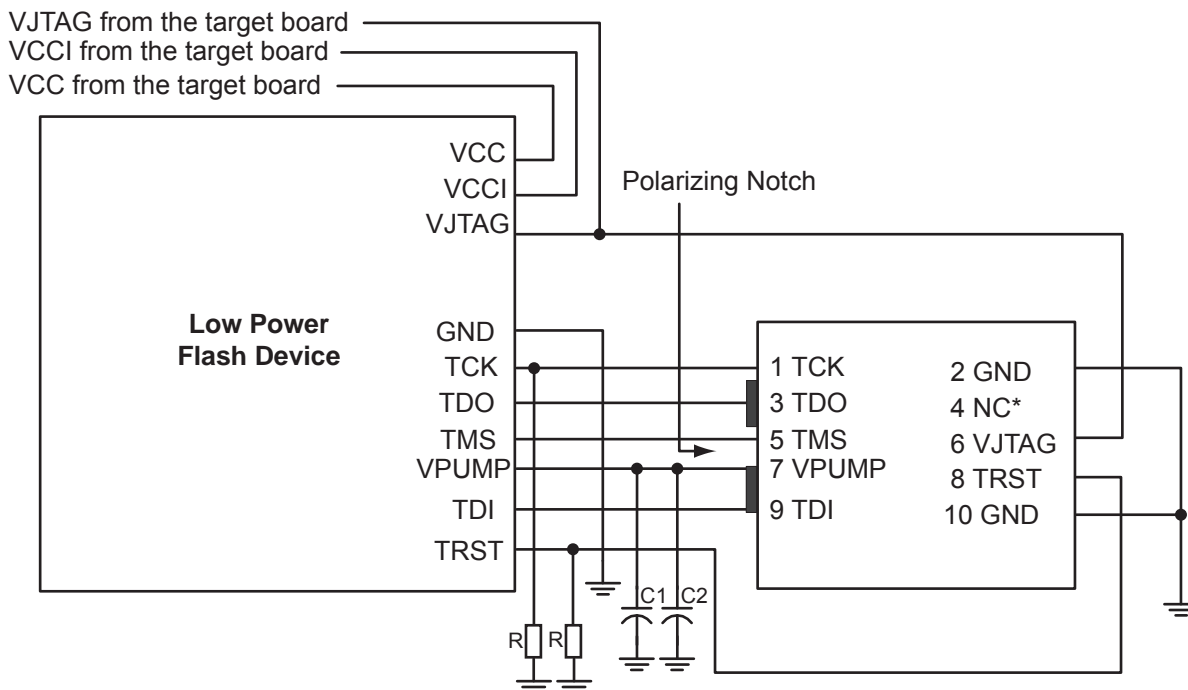 VJTAG from the target board
VCCI from the target board
VCC from the target board
VCC
VCCI
VJTAG
Polarizing Notch
Low Power
Flash Device
GND
TCK
TDO
TMS
VPUMP
TDI
TRST
1 TCK
3 TDO
5 TMS
7 VPUMP
9 TDI
2 GND
4 NC*
6 VJTAG
8 TRST
10 GND
C1
C2
R
R